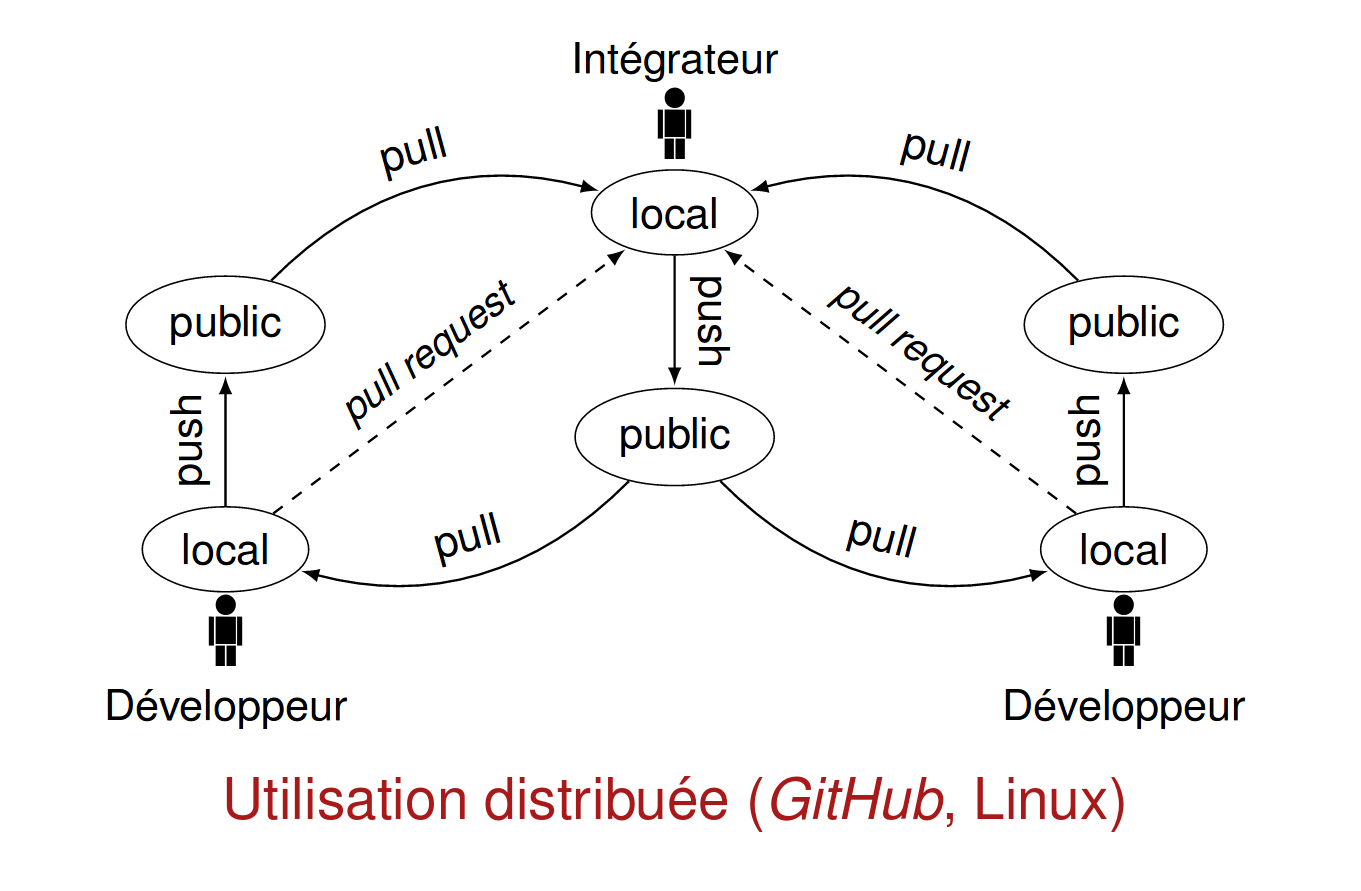 Intégrateur
pull
pull
local
pull request
push
pull request
public
public
push
public
push
local
pull
pull
local
Développeur
Développeur
Utilisation distribuée (GitHub, Linux)